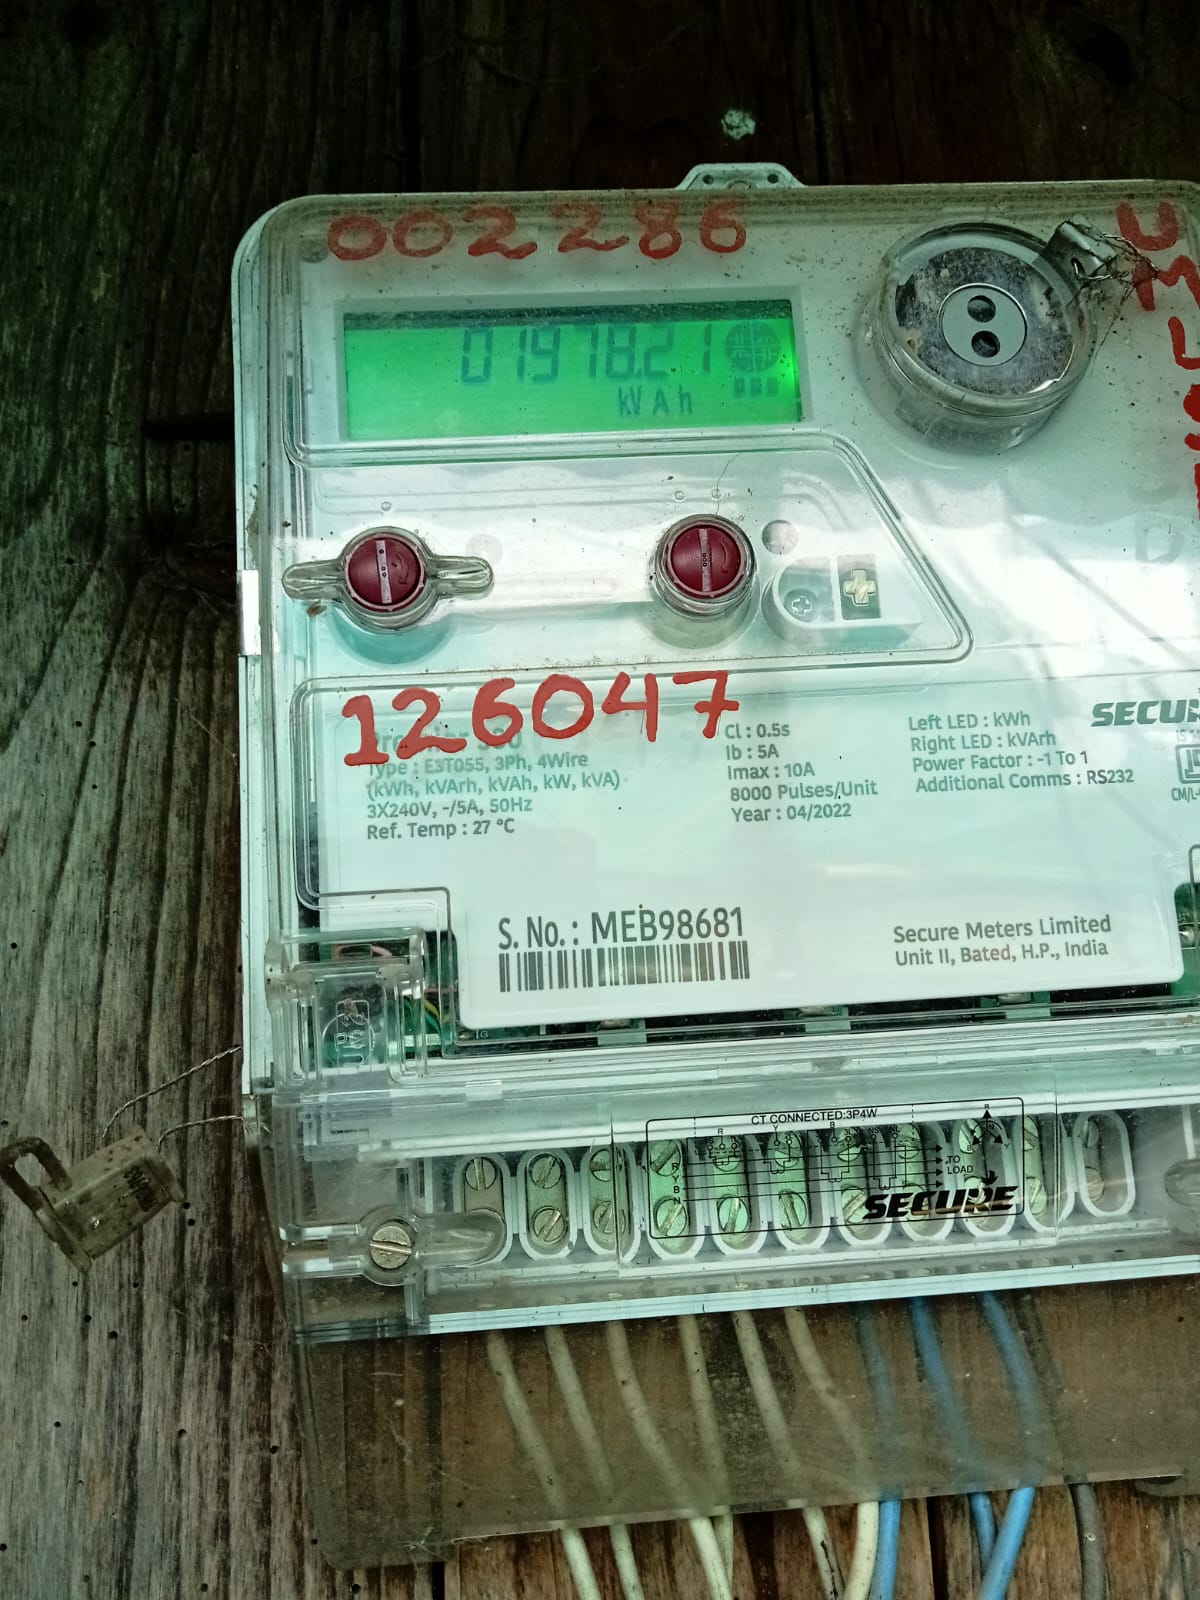 002286
01978.2.1
kVAh
126047
Type : E3T055, 3Ph, 4Wire
(kWh, kVArh, kVAh, kW, kVA)
3X240V, -/5A, 50Hz
Ref. Temp : 27 °C
Cl : 0.5s
Ib : 5A
Imax : 10A
8000 Pulses/Unit
Year : 04/2022
Left LED : kWh
Right LED : kVArh
Power Factor : -1 To 1
Additional Comms : RS232
S. No. : MEB98681
Secure Meters Limited
Unit II, Bated, H.P., India
CT CONNECTED:3P4W
R Y B
R
Y
B
N
TO
LOAD
SECURE